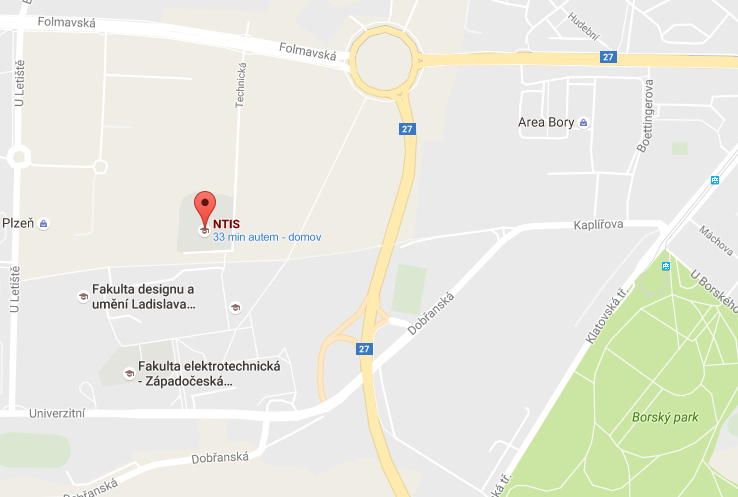 Folmavská
Folmavská
Hudební
27
U Letiště
Technická
Boettingerova
27
Area Bory
Plzeň
NTIS
33 min autem - domov
Kaplířova
Máchova
U Letiště
Fakulta designu a
umění Ladislava...
U Borského
Dobřanská
Klatovská tř.
27
Fakulta elektrotechnická
- Západočeská...
Univerzitní
Borský park
Dobřanská
Dobřanská
tř.